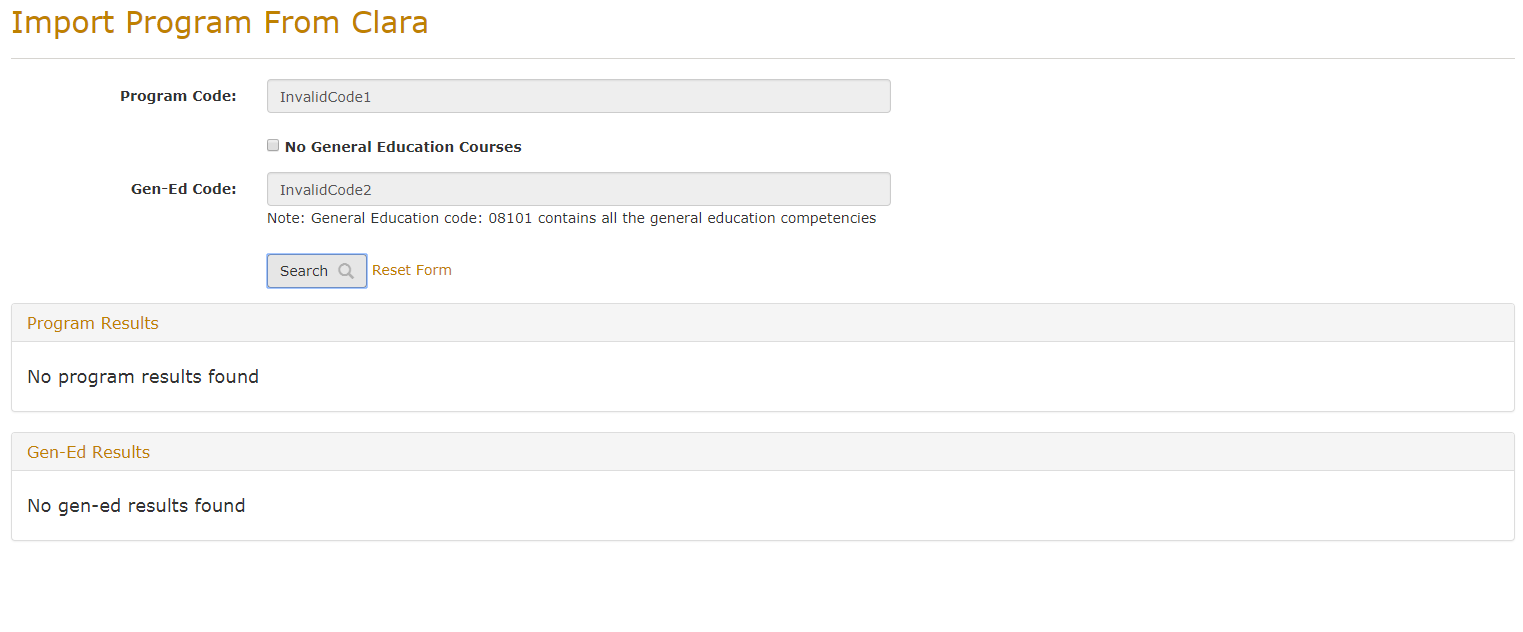 Import Program From Clara
Program Code: InvalidCode1
No General Education Courses
Gen-Ed Code: InvalidCode2
Note: General Education code: 08101 contains all the general education competencies
Search Reset Form
Program Results
No program results found
Gen-Ed Results
No gen-ed results found